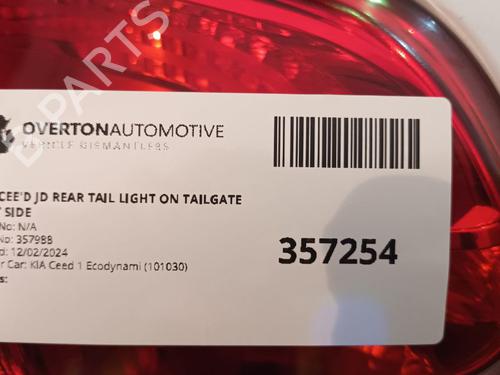 OVERTONAUTOMOTIVE
VEHICLE DISMANTLERS
CEE'D JD REAR TAIL LIGHT ON TAILGATE
SIDE
No: N/A
No: 357988
12/02/2024
Car: KIA Ceed 1 Ecodynami (101030)
357254
B-PARTS